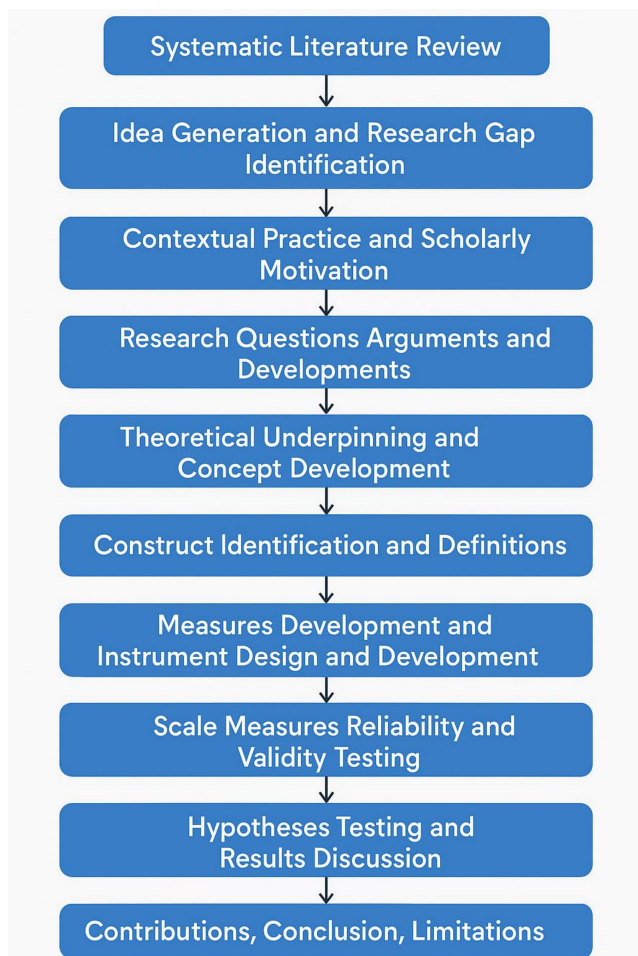 Systematic Literature Review
Idea Generation and Research Gap
Identification
Contextual Practice and Scholarly
Motivation
Research Questions Arguments and
Developments
Theoretical Underpinning and
Concept Development
Construct Identification and Definitions
Measures Development and
Instrument Design and Development
Scale Measures Reliability and
Validity Testing
Hypotheses Testing and
Results Discussion
Contributions, Conclusion, Limitations